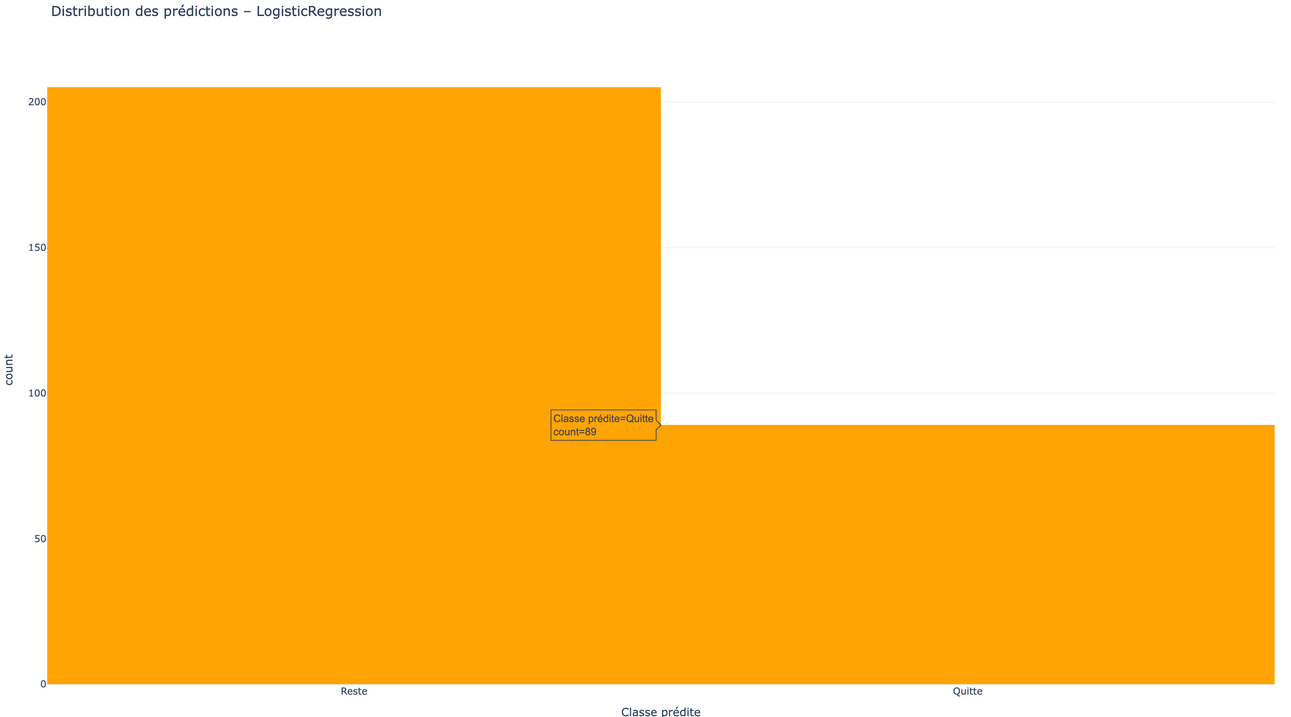 Distribution des prédictions – LogisticRegression
200
150
100
50
0
count
Classe prédite=Quitte
count=89
Reste
Quitte
Classe prédite